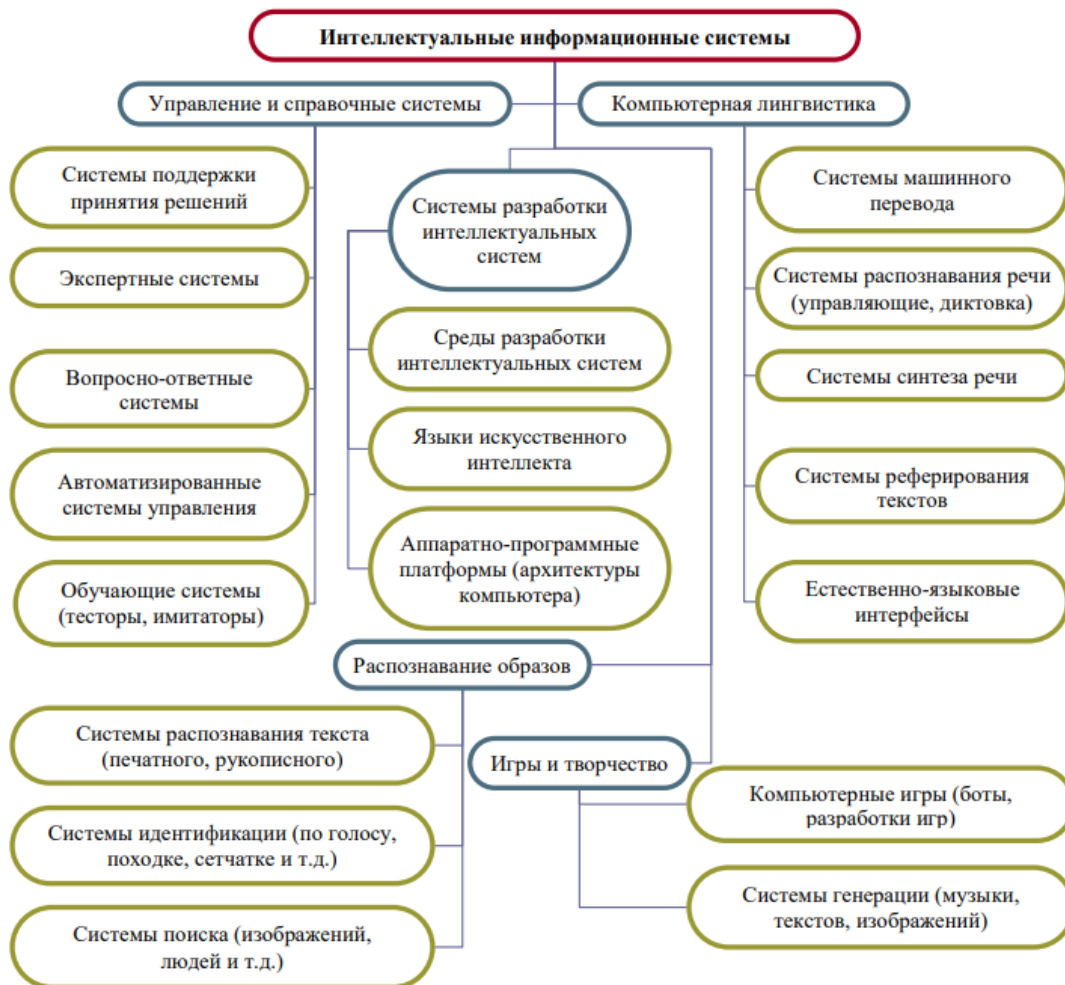 Интеллектуальные информационные системы
Управление и справочные системы
Системы поддержки
принятия решений
Экспертные системы
Вопросно-ответные
системы
Автоматизированные
системы управления
Обучающие системы
(тесторы, имитаторы)
Системы разработки
интеллектуальных
систем
Среды разработки
интеллектуальных систем
Языки искусственного
интеллекта
Аппаратно-программные
платформы (архитектуры
компьютера)
Компьютерная лингвистика
Системы машинного
перевода
Системы распознавания речи
(управляющие, диктовка)
Системы синтеза речи
Системы реферирования
текстов
Естественно-языковые
интерфейсы
Распознавание образов
Системы распознавания текста
(печатного, рукописного)
Системы идентификации (по голосу,
походке, сетчатке и т.д.)
Системы поиска (изображений,
людей и т.д.)
Игры и творчество
Компьютерные игры (боты,
разработки игр)
Системы генерации (музыки,
текстов, изображений)